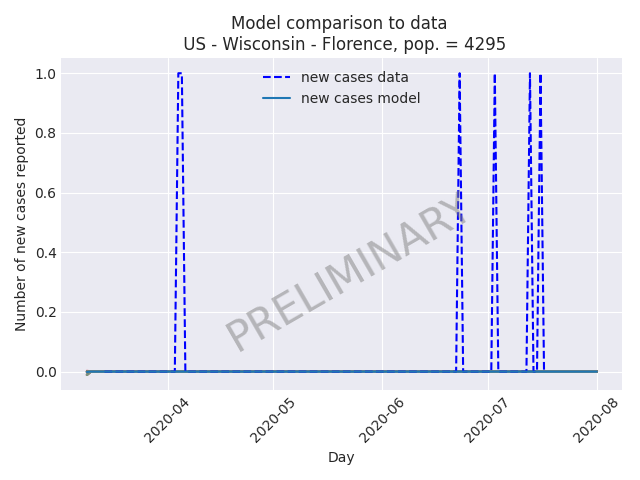 Model comparison to data
US - Wisconsin - Florence, pop. = 4295
new cases data
new cases model
Number of new cases reported
1.0
0.8
0.6
0.4
0.2
0.0
PRELIMINARY
2020-04
2020-05
2020-06
2020-07
2020-08
Day